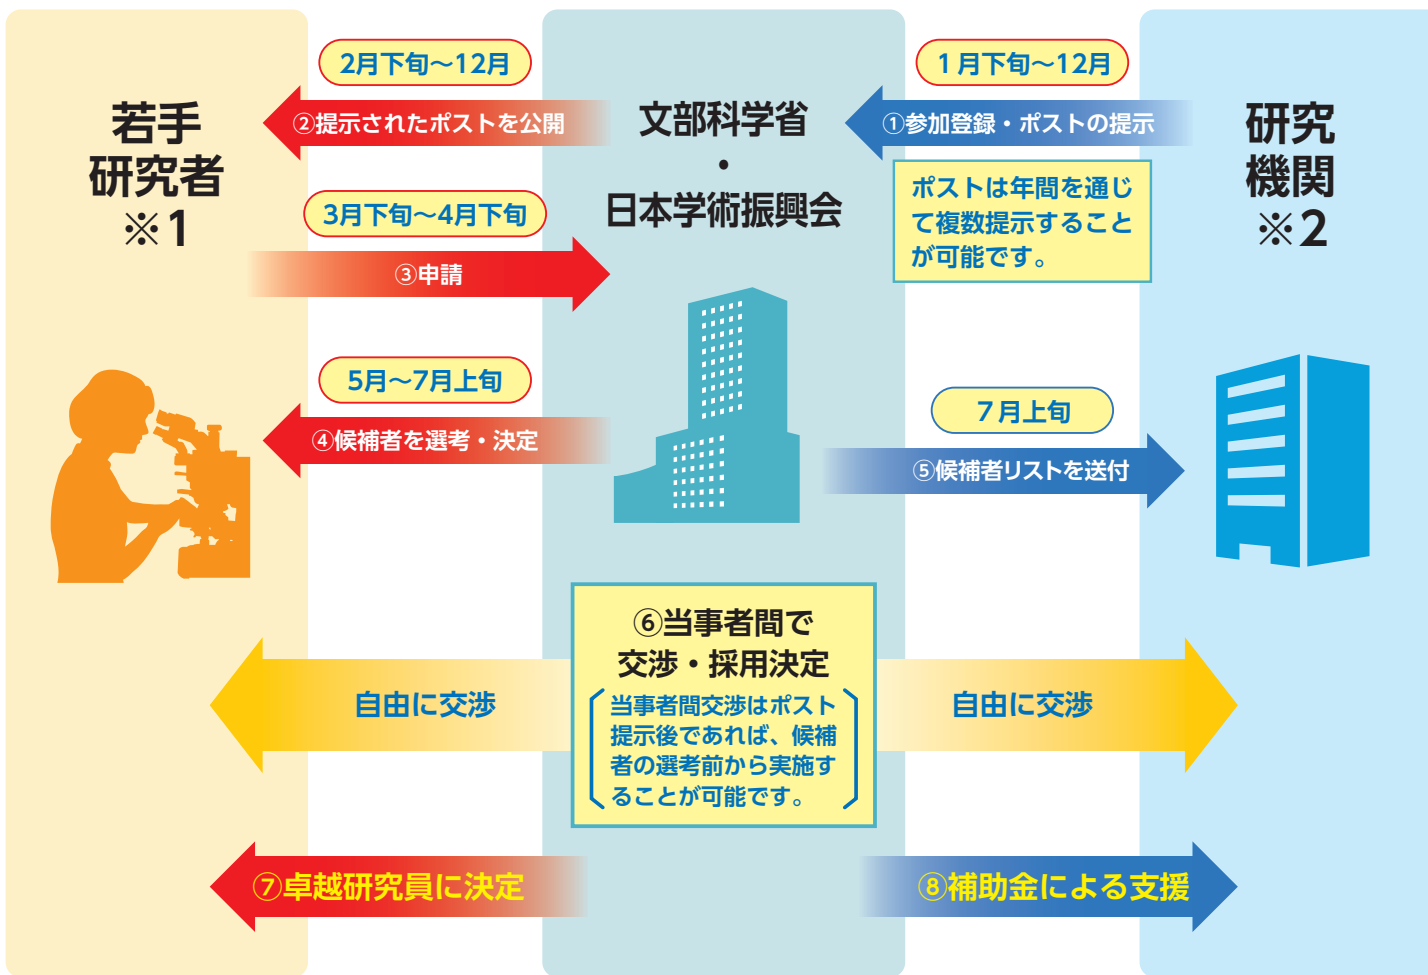 若手
研究者
※1
文部科学省
・
日本学術振興会
研究
機関
※2
1月下旬～12月
①参加登録・ポストの提示
ポストは年間を通じ
て複数提示すること
が可能です。
2月下旬～12月
②提示されたポストを公開
3月下旬～4月下旬
③申請
5月～7月上旬
④候補者を選考・決定
7月上旬
⑤候補者リストを送付
⑥当事者間で
交渉・採用決定
当事者間交渉はポスト
提示後であれば、候補
者の選考前から実施す
ることが可能です。
自由に交渉
自由に交渉
⑦卓越研究員に決定
⑧補助金による支援